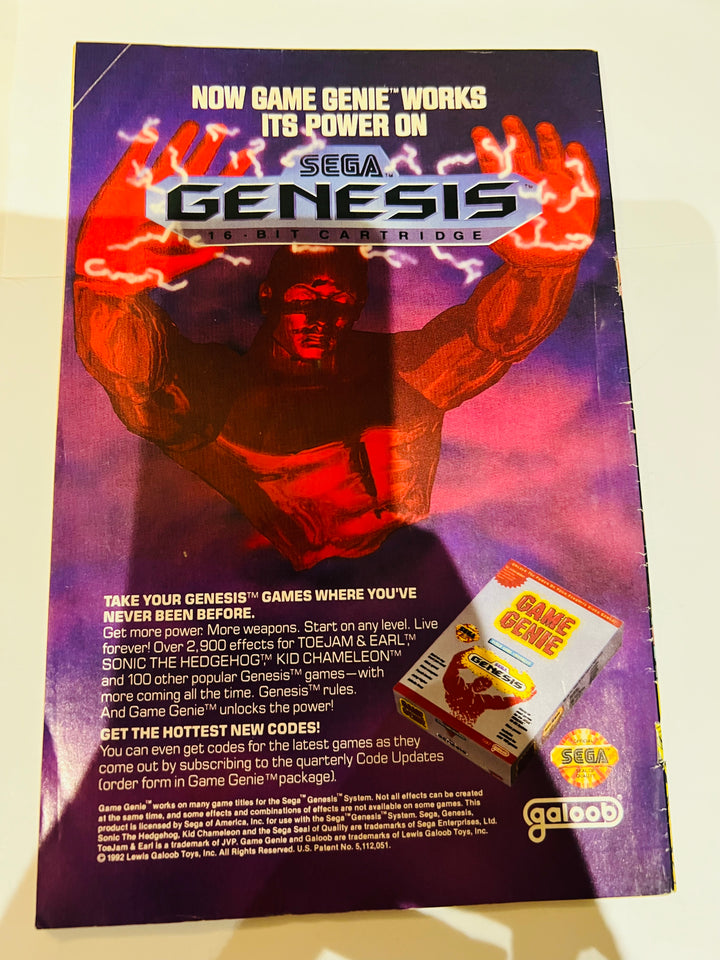 NOW GAME GENIE™ WORKS
ITS POWER ON
SEGA™
GENESIS™
16-BIT CARTRIDGE
TAKE YOUR GENESIS™ GAMES WHERE YOU'VE
NEVER BEEN BEFORE.
Get more power. More weapons. Start on any level. Live
forever! Over 2,900 effects for TOEJAM & EARL,™
SONIC THE HEDGEHOG,™ KID CHAMELEON™
and 100 other popular Genesis™ games—with
more coming all the time. Genesis™ rules.
And Game Genie™ unlocks the power!
GET THE HOTTEST NEW CODES!
You can even get codes for the latest games as they
come out by subscribing to the quarterly Code Updates
(order form in Game Genie™ package).
Game Genie™ works on many game titles for the Sega™ Genesis™ System. Not all effects can be created
at the same time, and some effects and combinations of effects are not available on some games. This
product is licensed by Sega of America, Inc. for use with the Sega™ Genesis™ System. Sega, Genesis,
Sonic The Hedgehog, Kid Chameleon and the Sega Seal of Quality are trademarks of Sega Enterprises, Ltd.
ToeJam & Earl is a trademark of JVP. Game Genie and Galoob are trademarks of Lewis Galoob Toys, Inc.
© 1992 Lewis Galoob Toys, Inc. All Rights Reserved. U.S. Patent No. 5,112,051.
GAME
GENIE™
SEGA
GENESIS
SEGA
galoob